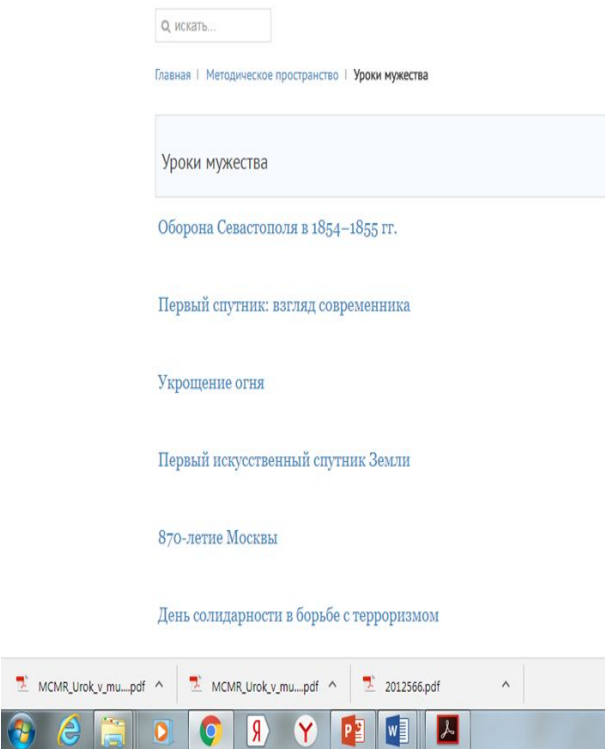 искать...
Главная | Методическое пространство | Уроки мужества
Уроки мужества
Оборона Севастополя в 1854–1855 гг.
Первый спутник: взгляд современника
Укрощение огня
Первый искусственный спутник Земли
870-летие Москвы
День солидарности в борьбе с терроризмом
MCMR_Urok_v_mu....pdf MCMR_Urok_v_mu....pdf 2012566.pdf